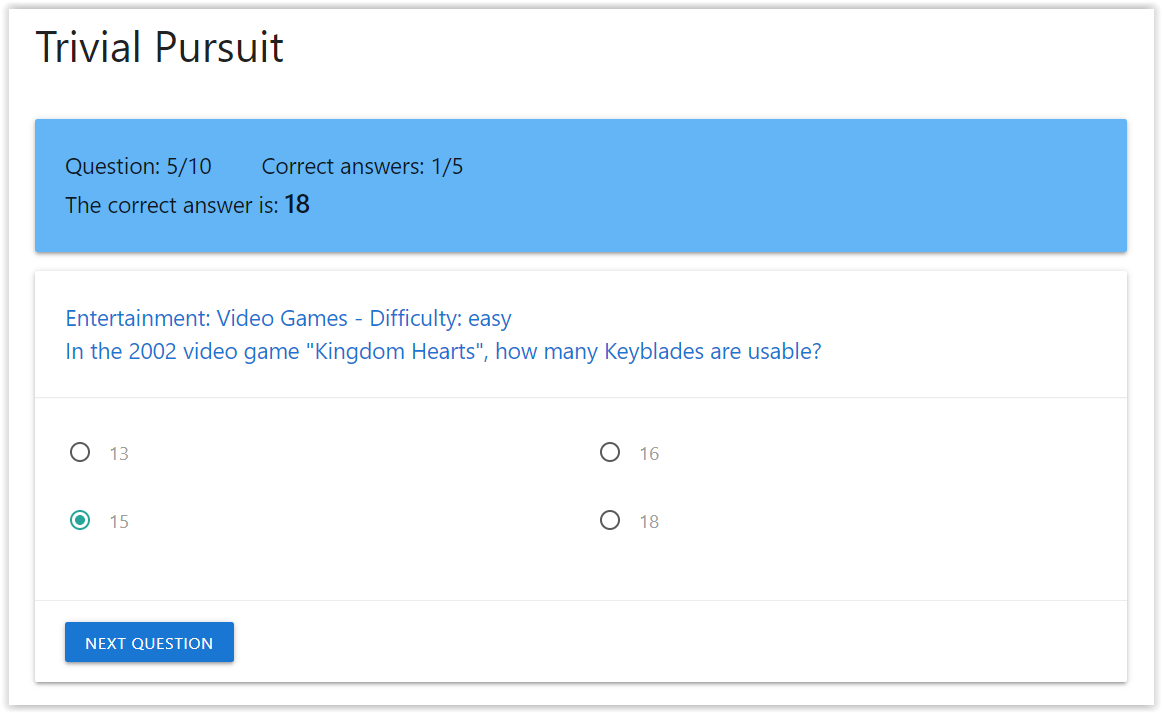 Trivial Pursuit
Question: 5/10 Correct answers: 1/5
The correct answer is: 18
Entertainment: Video Games - Difficulty: easy
In the 2002 video game "Kingdom Hearts", how many Keyblades are usable?
13 16
15 18
NEXT QUESTION